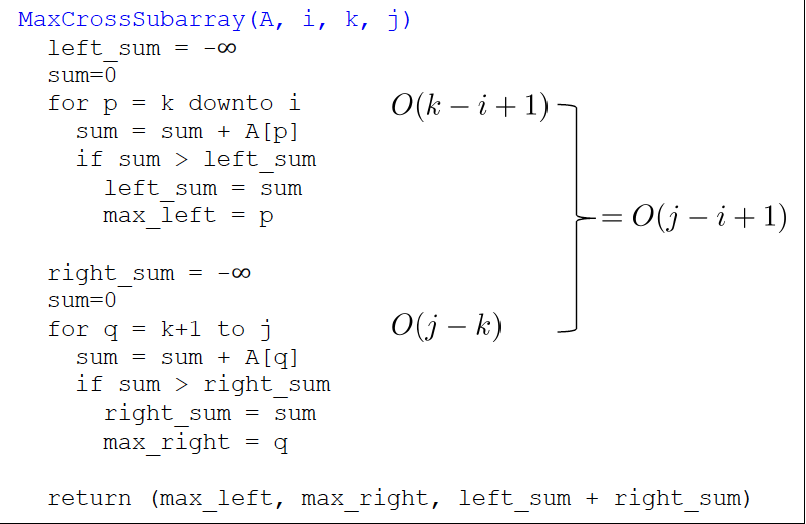 MaxCrossSubarray(A, i, k, j)
left_sum = -∞
sum=0
for p = k downto i O(k − i + 1)
sum = sum + A[p]
if sum > left_sum
left_sum = sum
max_left = p
= O(j − i + 1)
right_sum = -∞
sum=0
for q = k+1 to j O(j − k)
sum = sum + A[q]
if sum > right_sum
right_sum = sum
max_right = q
return (max_left, max_right, left_sum + right_sum)